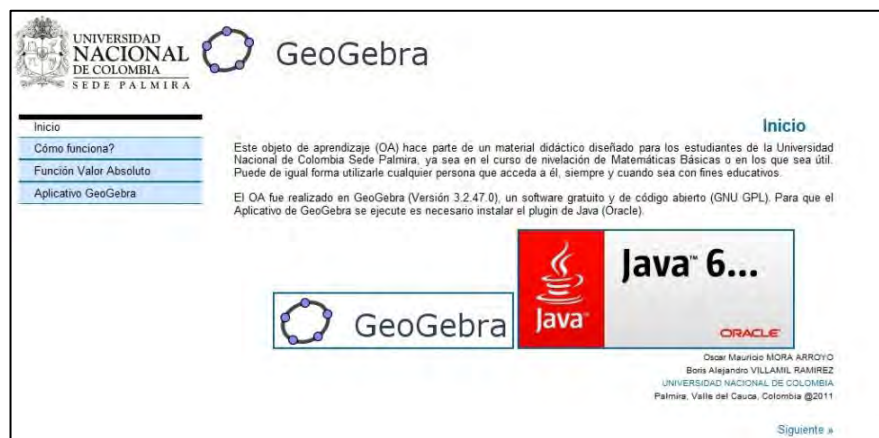 UNIVERSIDAD
NACIONAL
DE COLOMBIA
SEDE PALMIRA
GeoGebra
Inicio
Cómo funciona?
Función Valor Absoluto
Aplicativo GeoGebra
Inicio
Este objeto de aprendizaje (OA) hace parte de un material didáctico diseñado para los estudiantes de la Universidad
Nacional de Colombia Sede Palmira, ya sea en el curso de nivelación de Matemáticas Básicas o en los que sea útil.
Puede de igual forma utilizarle cualquier persona que acceda a él, siempre y cuando sea con fines educativos.
El OA fue realizado en GeoGebra (Versión 3.2.47.0), un software gratuito y de código abierto (GNU GPL). Para que el
Aplicativo de GeoGebra se ejecute es necesario instalar el plugin de Java (Oracle).
GeoGebra
Java
Java™ 6...
ORACLE
Oscar Mauricio MORA ARROYO
Boris Alejandro VILLAMIL RAMIREZ
UNIVERSIDAD NACIONAL DE COLOMBIA
Palmira, Valle del Cauca, Colombia @2011
Siguiente »